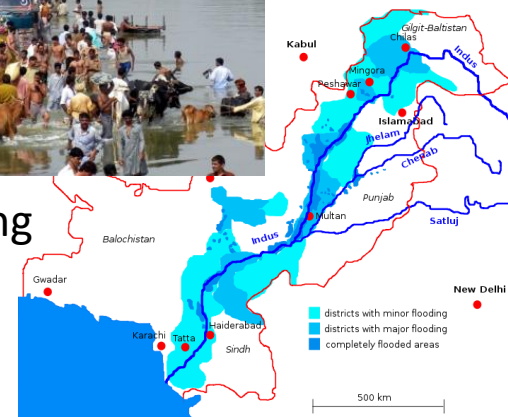 Gilgit-Baltistan
Chilas
Kabul
Indus
Mingora
Peshawar
Islamabad
Jhelam
Chenab
Punjab
Multan
Satluj
Indus
Balochistan
Gwadar
New Delhi
districts with minor flooding
districts with major flooding
completely flooded areas
Haiderabad
Karachi
Tatta
Sindh
500 km